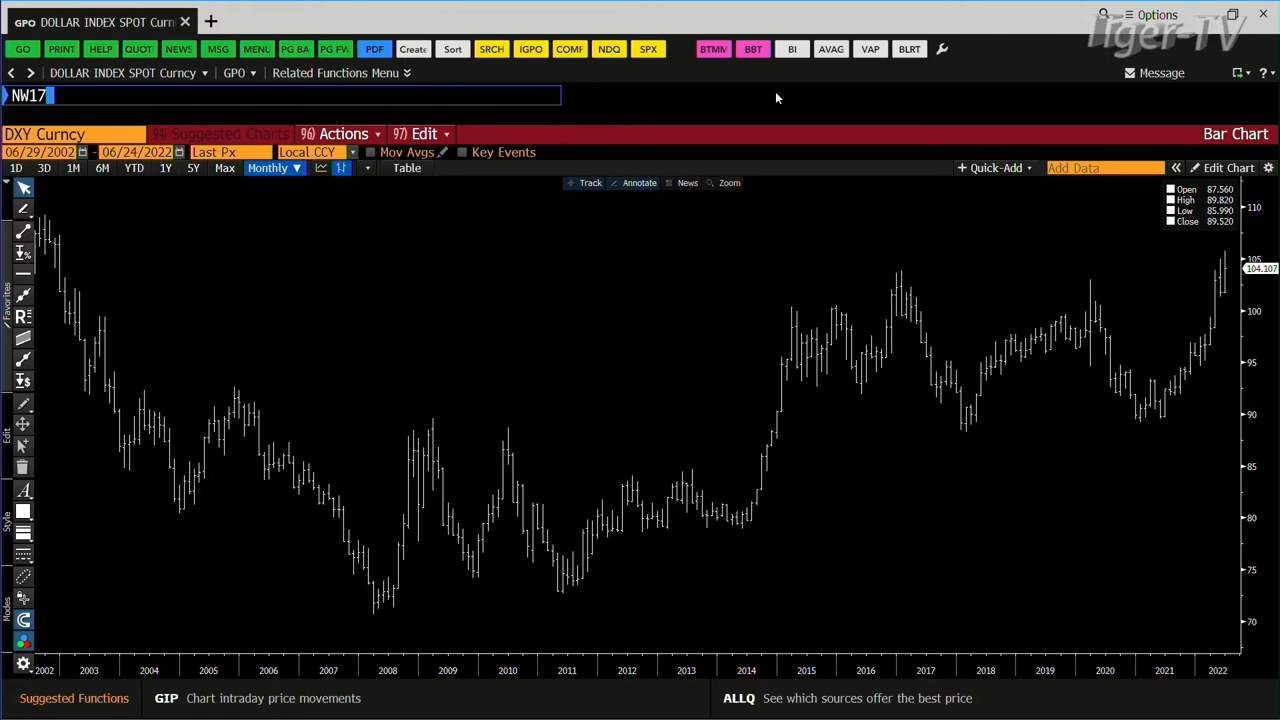 GPO DOLLAR INDEX SPOT Curn
Options
Tiger-TV
GO PRINT HELP QUOT NEWS MSG MENU PG BA PG FW PDF Create Sort SRCH IGPO COMF NDQ SPX BTMM BBT BI AVAG VAP BLRT
DOLLAR INDEX SPOT Curncy GPO Related Functions Menu Message ?
NW17
DXY Curncy 94) Suggested Charts 96) Actions 97) Edit Bar Chart
06/29/2002 - 06/24/2022 Last Px Local CCY Mov Avgs Key Events
1D 3D 1M 6M YTD 1Y 5Y Max Monthly ▼ Table + Quick-Add Add Data « Edit Chart
Track Annotate News Zoom
Open 87.560
High 89.820
Low 85.990
Close 89.520
110
105
104.107
100
95
90
85
80
75
70
Favorites
Edit
Style
Modes
2002 2003 2004 2005 2006 2007 2008 2009 2010 2011 2012 2013 2014 2015 2016 2017 2018 2019 2020 2021 2022
Suggested Functions GIP Chart intraday price movements ALLQ See which sources offer the best price